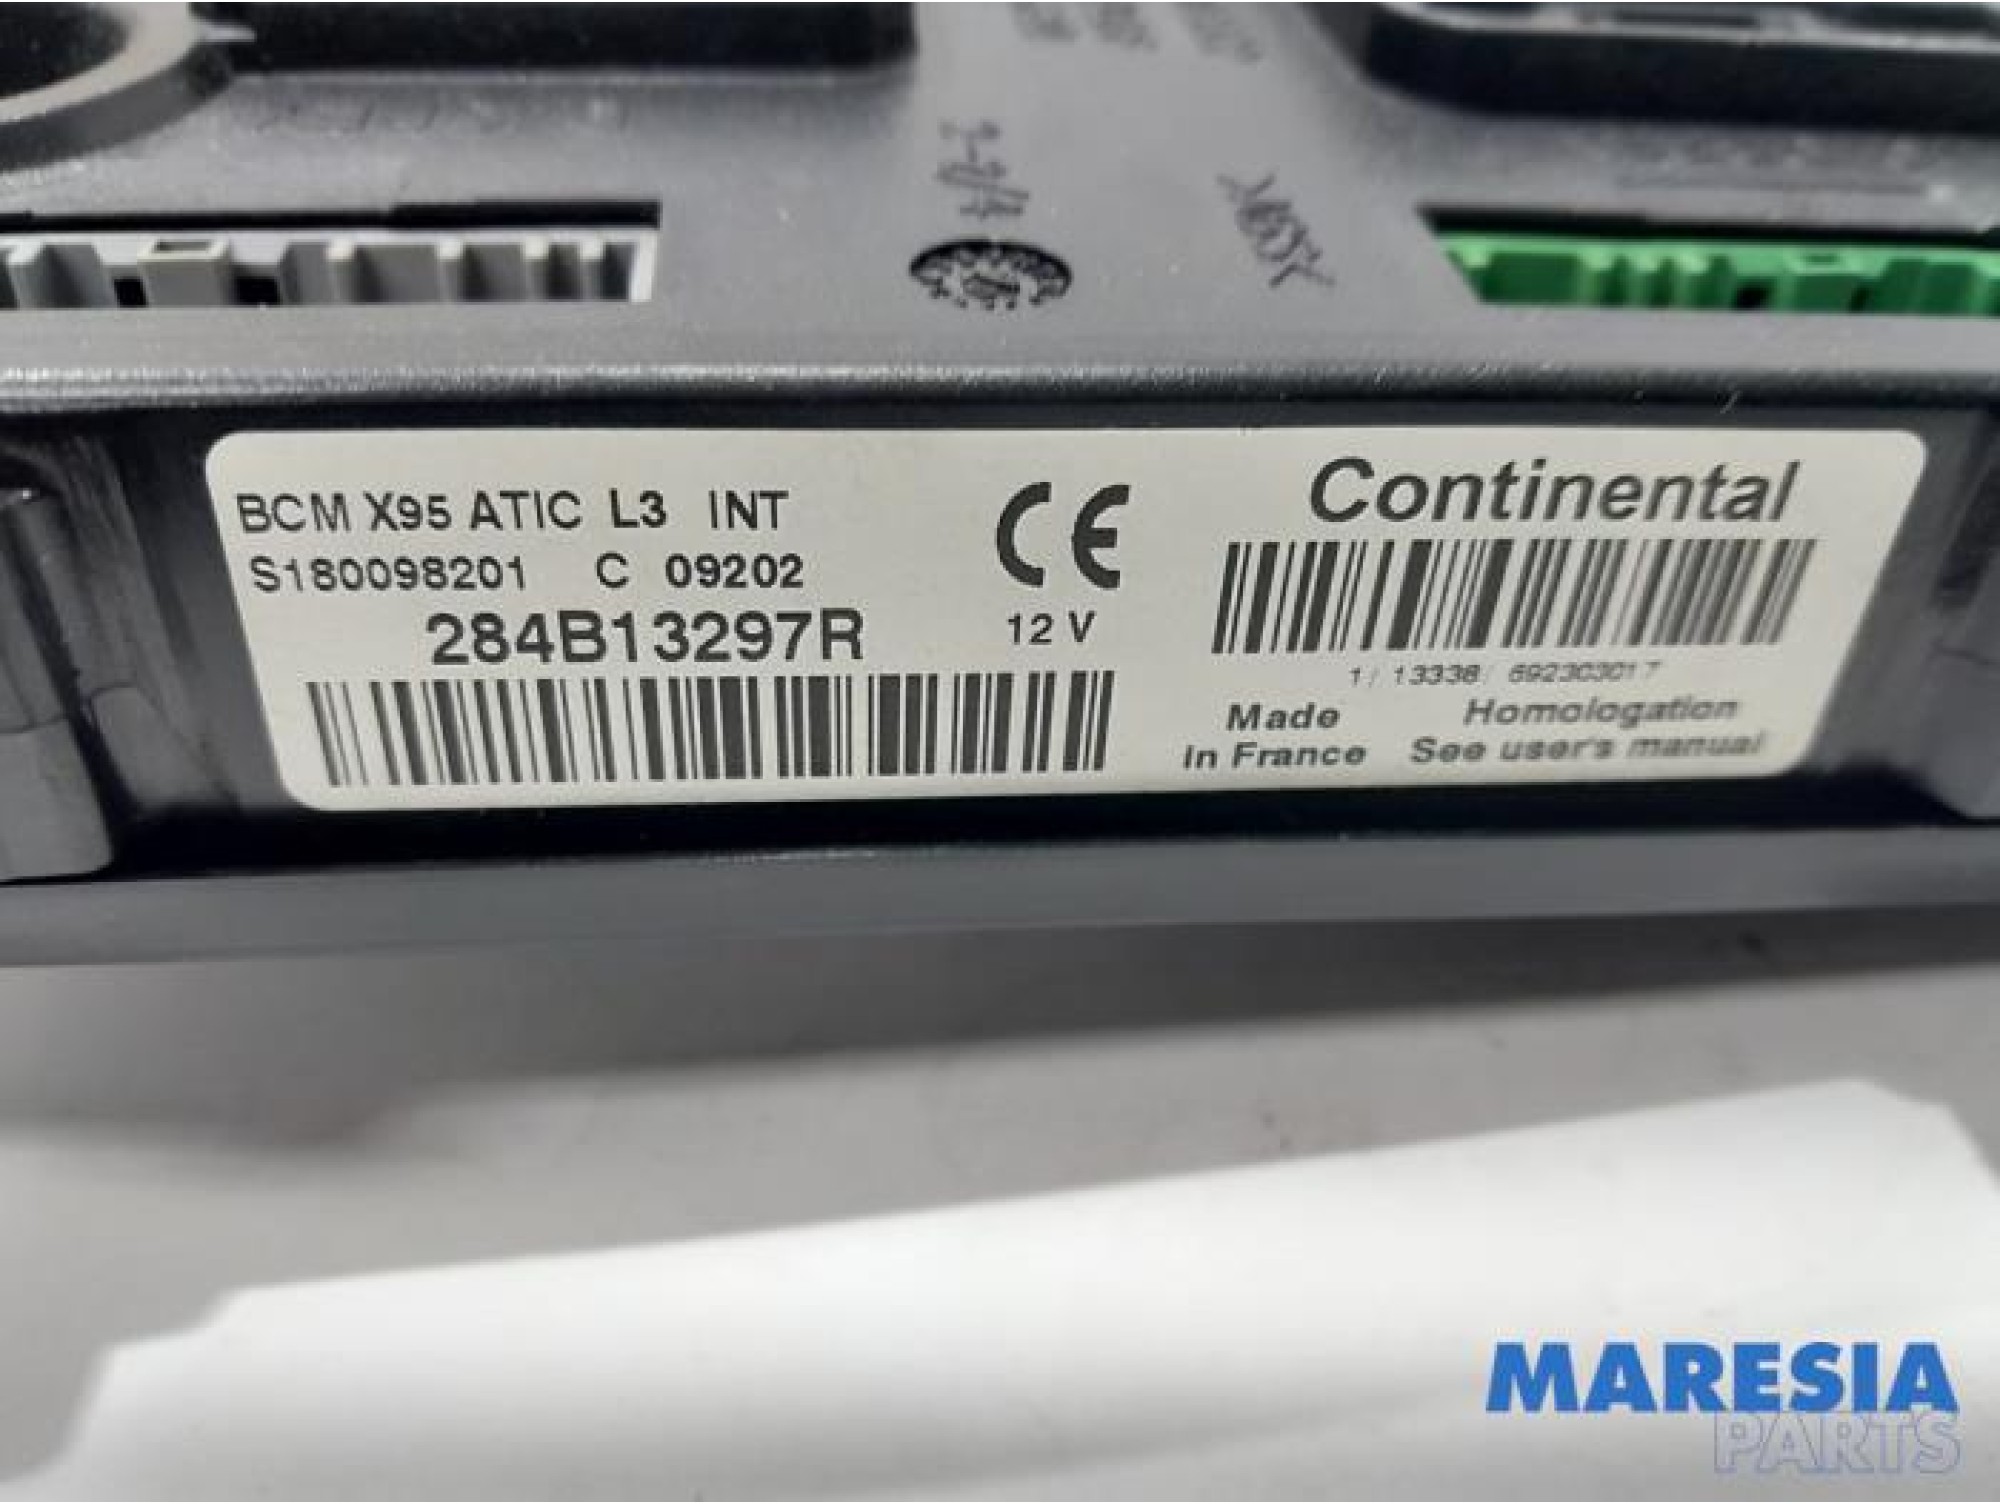 BCM X95 ATIC L3 INT
S180098201 C 09202
284B13297R
12 V
Continental
1/ 13338/ 692303017
Made
in France
Homologation
See user's manual
MARESIA
PARTS